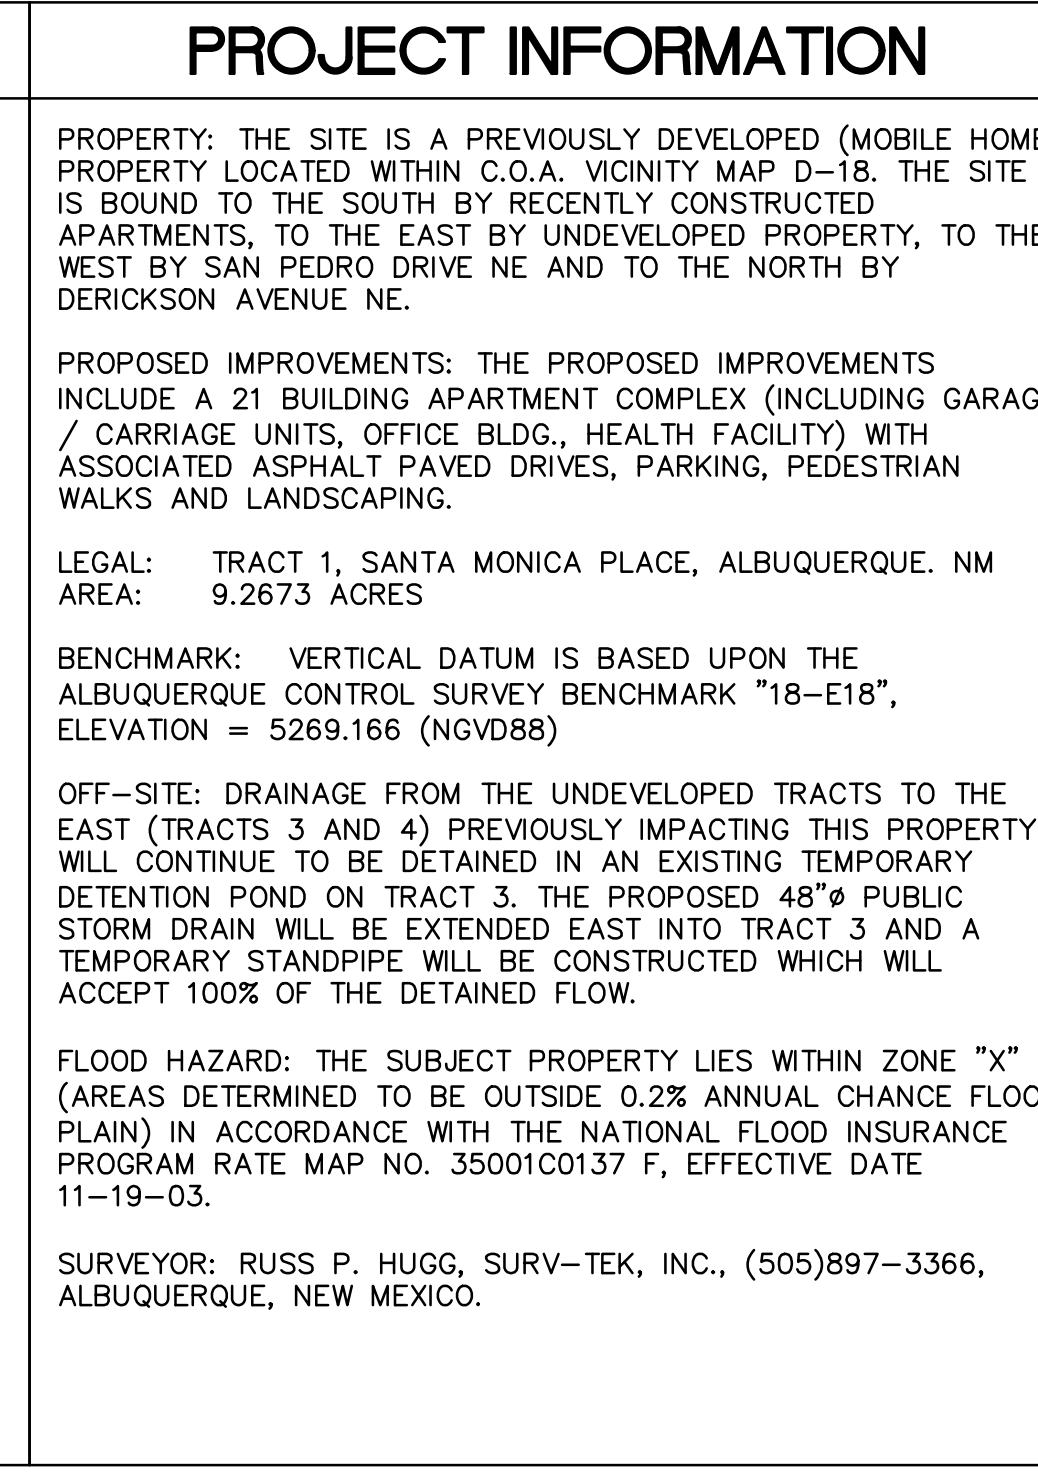 PROJECT INFORMATION
PROPERTY: THE SITE IS A PREVIOUSLY DEVELOPED (MOBILE HOME
PROPERTY LOCATED WITHIN C.O.A. VICINITY MAP D-18. THE SITE
IS BOUND TO THE SOUTH BY RECENTLY CONSTRUCTED
APARTMENTS, TO THE EAST BY UNDEVELOPED PROPERTY, TO THE
WEST BY SAN PEDRO DRIVE NE AND TO THE NORTH BY
DERICKSON AVENUE NE.
PROPOSED IMPROVEMENTS: THE PROPOSED IMPROVEMENTS
INCLUDE A 21 BUILDING APARTMENT COMPLEX (INCLUDING GARAG
/ CARRIAGE UNITS, OFFICE BLDG., HEALTH FACILITY) WITH
ASSOCIATED ASPHALT PAVED DRIVES, PARKING, PEDESTRIAN
WALKS AND LANDSCAPING.
LEGAL: TRACT 1, SANTA MONICA PLACE, ALBUQUERQUE. NM
AREA: 9.2673 ACRES
BENCHMARK: VERTICAL DATUM IS BASED UPON THE
ALBUQUERQUE CONTROL SURVEY BENCHMARK "18-E18",
ELEVATION = 5269.166 (NGVD88)
OFF-SITE: DRAINAGE FROM THE UNDEVELOPED TRACTS TO THE
EAST (TRACTS 3 AND 4) PREVIOUSLY IMPACTING THIS PROPERTY
WILL CONTINUE TO BE DETAINED IN AN EXISTING TEMPORARY
DETENTION POND ON TRACT 3. THE PROPOSED 48"ø PUBLIC
STORM DRAIN WILL BE EXTENDED EAST INTO TRACT 3 AND A
TEMPORARY STANDPIPE WILL BE CONSTRUCTED WHICH WILL
ACCEPT 100% OF THE DETAINED FLOW.
FLOOD HAZARD: THE SUBJECT PROPERTY LIES WITHIN ZONE "X"
(AREAS DETERMINED TO BE OUTSIDE 0.2% ANNUAL CHANCE FLOO
PLAIN) IN ACCORDANCE WITH THE NATIONAL FLOOD INSURANCE
PROGRAM RATE MAP NO. 35001C0137 F, EFFECTIVE DATE
11-19-03.
SURVEYOR: RUSS P. HUGG, SURV-TEK, INC., (505)897-3366,
ALBUQUERQUE, NEW MEXICO.